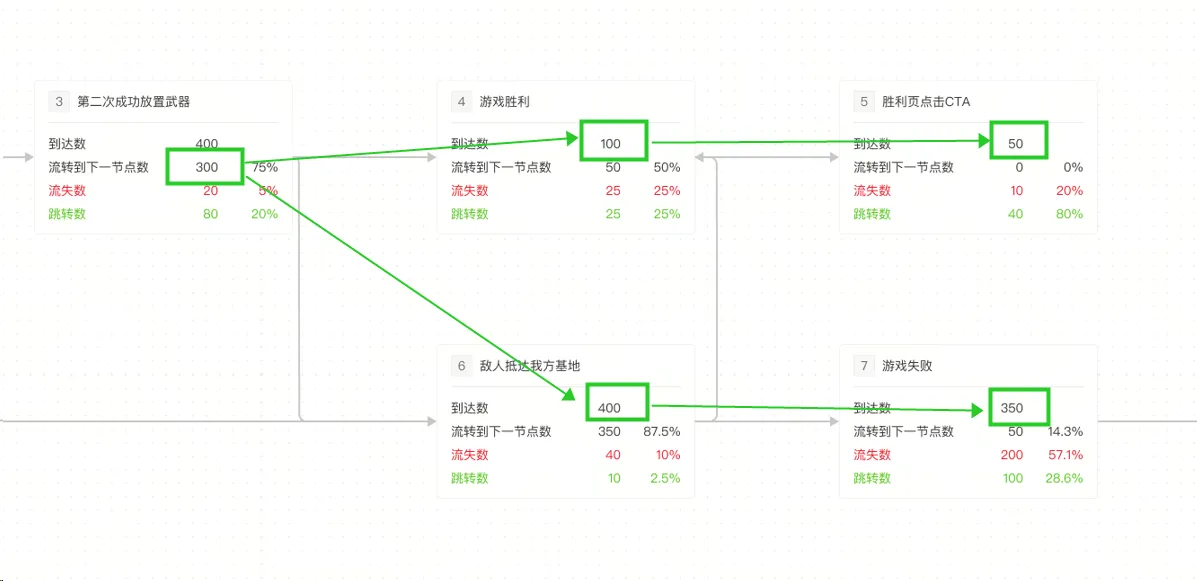 3 第二次成功放置武器
到达数 400
流转到下一节点数 300 75%
流失数 20 5%
跳转数 80 20%
4 游戏胜利
到达数 100
流转到下一节点数 50 50%
流失数 25 25%
跳转数 25 25%
5 胜利页点击CTA
到达数 50
流转到下一节点数 0 0%
流失数 10 20%
跳转数 40 80%
6 敌人抵达我方基地
到达数 400
流转到下一节点数 350 87.5%
流失数 40 10%
跳转数 10 2.5%
7 游戏失败
到达数 350
流转到下一节点数 50 14.3%
流失数 200 57.1%
跳转数 100 28.6%